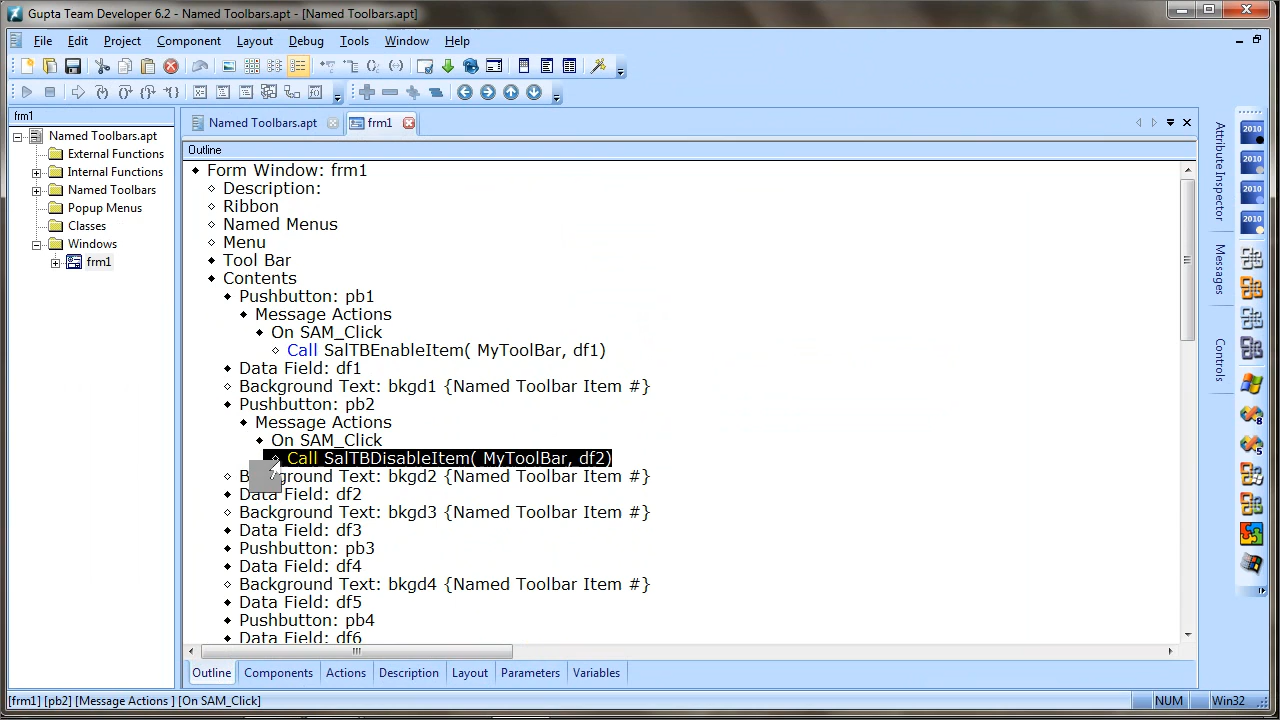 Gupta Team Developer 6.2 - Named Toolbars.apt - [Named Toolbars.apt]
File Edit Project Component Layout Debug Tools Window Help
frm1
Named Toolbars.apt
External Functions
Internal Functions
Named Toolbars
Popup Menus
Classes
Windows
frm1
Named Toolbars.apt frm1
Outline
Form Window: frm1
Description:
Ribbon
Named Menus
Menu
Tool Bar
Contents
Pushbutton: pb1
Message Actions
On SAM_Click
Call SalTBEnableItem( MyToolBar, df1)
Data Field: df1
Background Text: bkgd1 {Named Toolbar Item #}
Pushbutton: pb2
Message Actions
On SAM_Click
Call SalTBDisableItem( MyToolBar, df2)
Background Text: bkgd2 {Named Toolbar Item #}
Data Field: df2
Background Text: bkgd3 {Named Toolbar Item #}
Data Field: df3
Pushbutton: pb3
Data Field: df4
Background Text: bkgd4 {Named Toolbar Item #}
Data Field: df5
Pushbutton: pb4
Data Field: df6
Outline Components Actions Description Layout Parameters Variables
Attribute Inspector
Messages
Controls
2010
2010
2010
2010
[frm1] [pb2] [Message Actions ] [On SAM_Click] NUM Win32